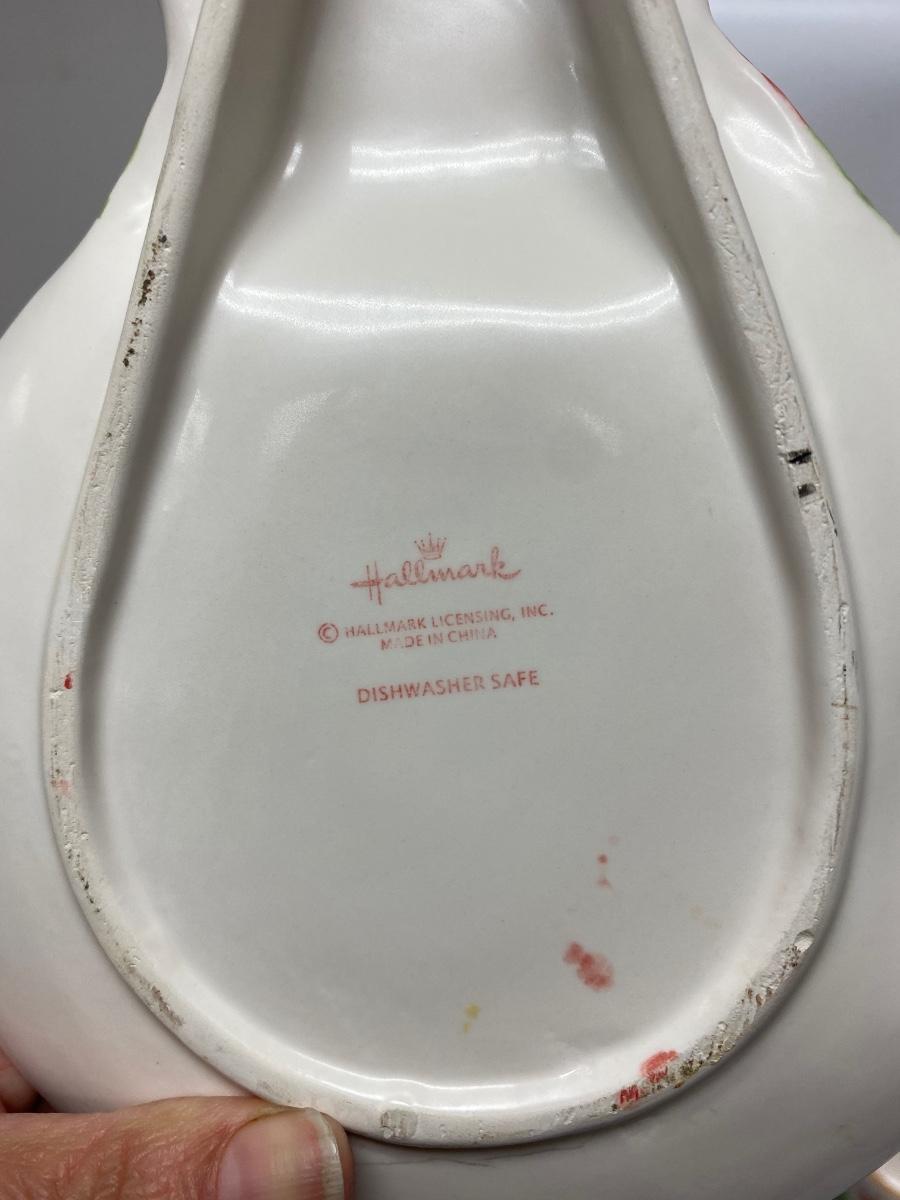 Hallmark
© HALLMARK LICENSING, INC.
MADE IN CHINA
DISHWASHER SAFE